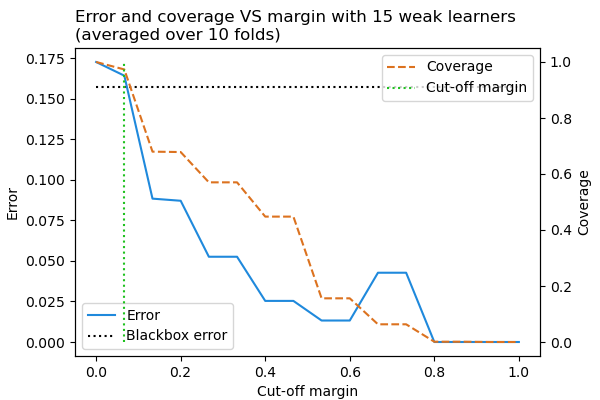 Error and coverage VS margin with 15 weak learners
(averaged over 10 folds)
0.175
0.150
0.125
0.100
0.075
0.050
0.025
0.000
Error
1.0
0.8
0.6
0.4
0.2
0.0
Coverage
Coverage
Cut-off margin
Error
Blackbox error
0.0 0.2 0.4 0.6 0.8 1.0
Cut-off margin